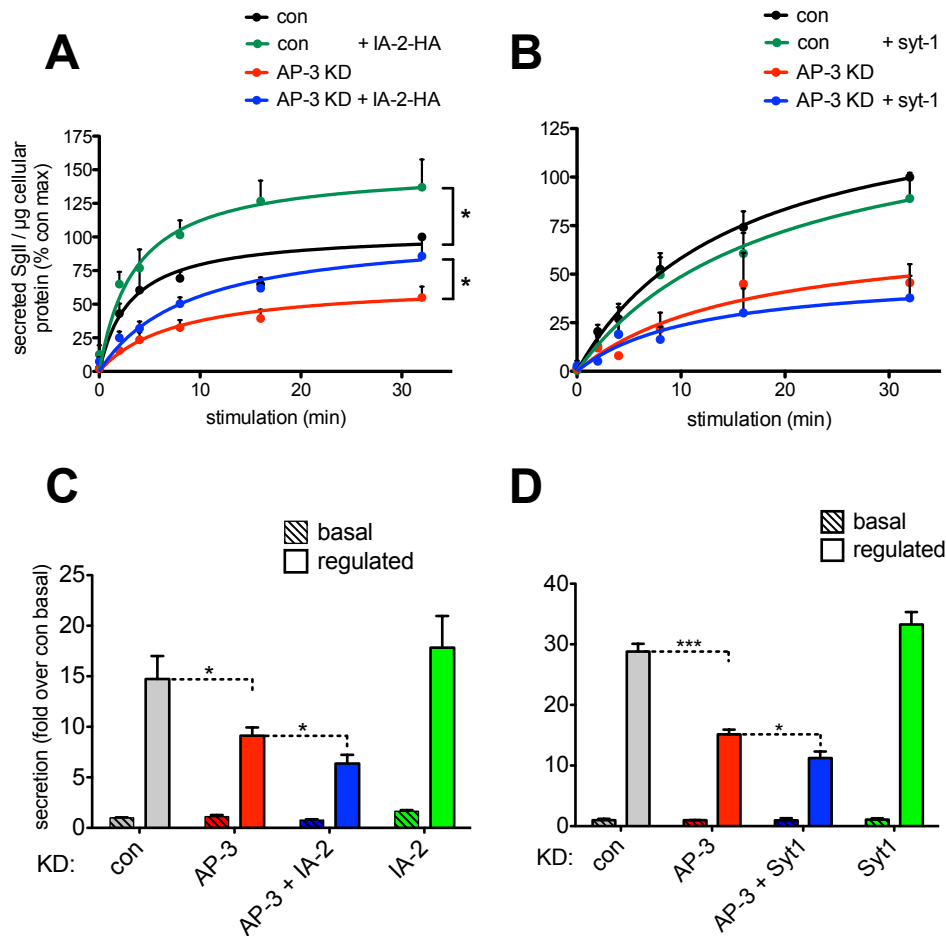 A
con
con + IA-2-HA
AP-3 KD
AP-3 KD + IA-2-HA
secreted SgII / µg cellular
protein (% con max)
175
150
125
100
75
50
25
0
*
*
0 10 20 30
stimulation (min)
B
con
con + syt-1
AP-3 KD
AP-3 KD + syt-1
125
100
75
50
25
0
0 10 20 30
stimulation (min)
C
basal
regulated
secretion (fold over con basal)
25
20
15
10
5
0
*
*
KD: con AP-3 AP-3 + IA-2 IA-2
D
basal
regulated
40
30
20
10
0
***
*
KD: con AP-3 AP-3 + Syt1 Syt1